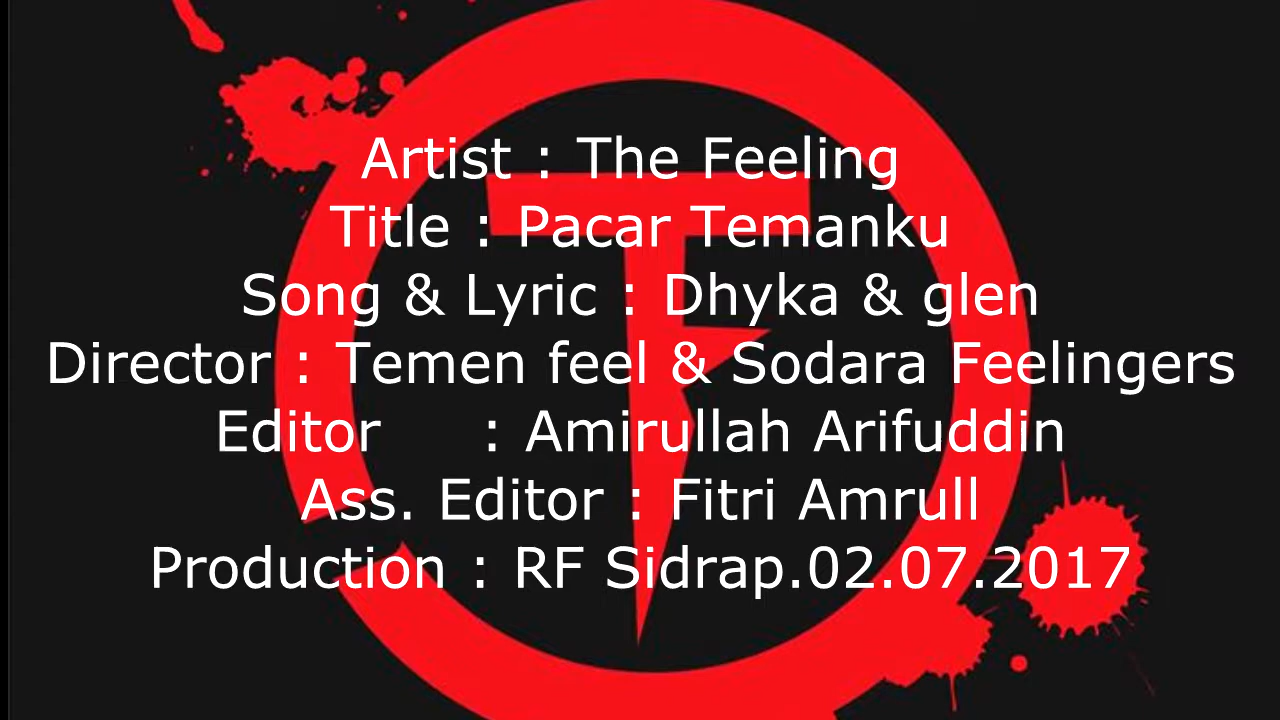 Artist : The Feeling
Title : Pacar Temanku
Song & Lyric : Dhyka & glen
Director : Temen feel & Sodara Feelingers
Editor : Amirullah Arifuddin
Ass. Editor : Fitri Amrull
Production : RF Sidrap.02.07.2017